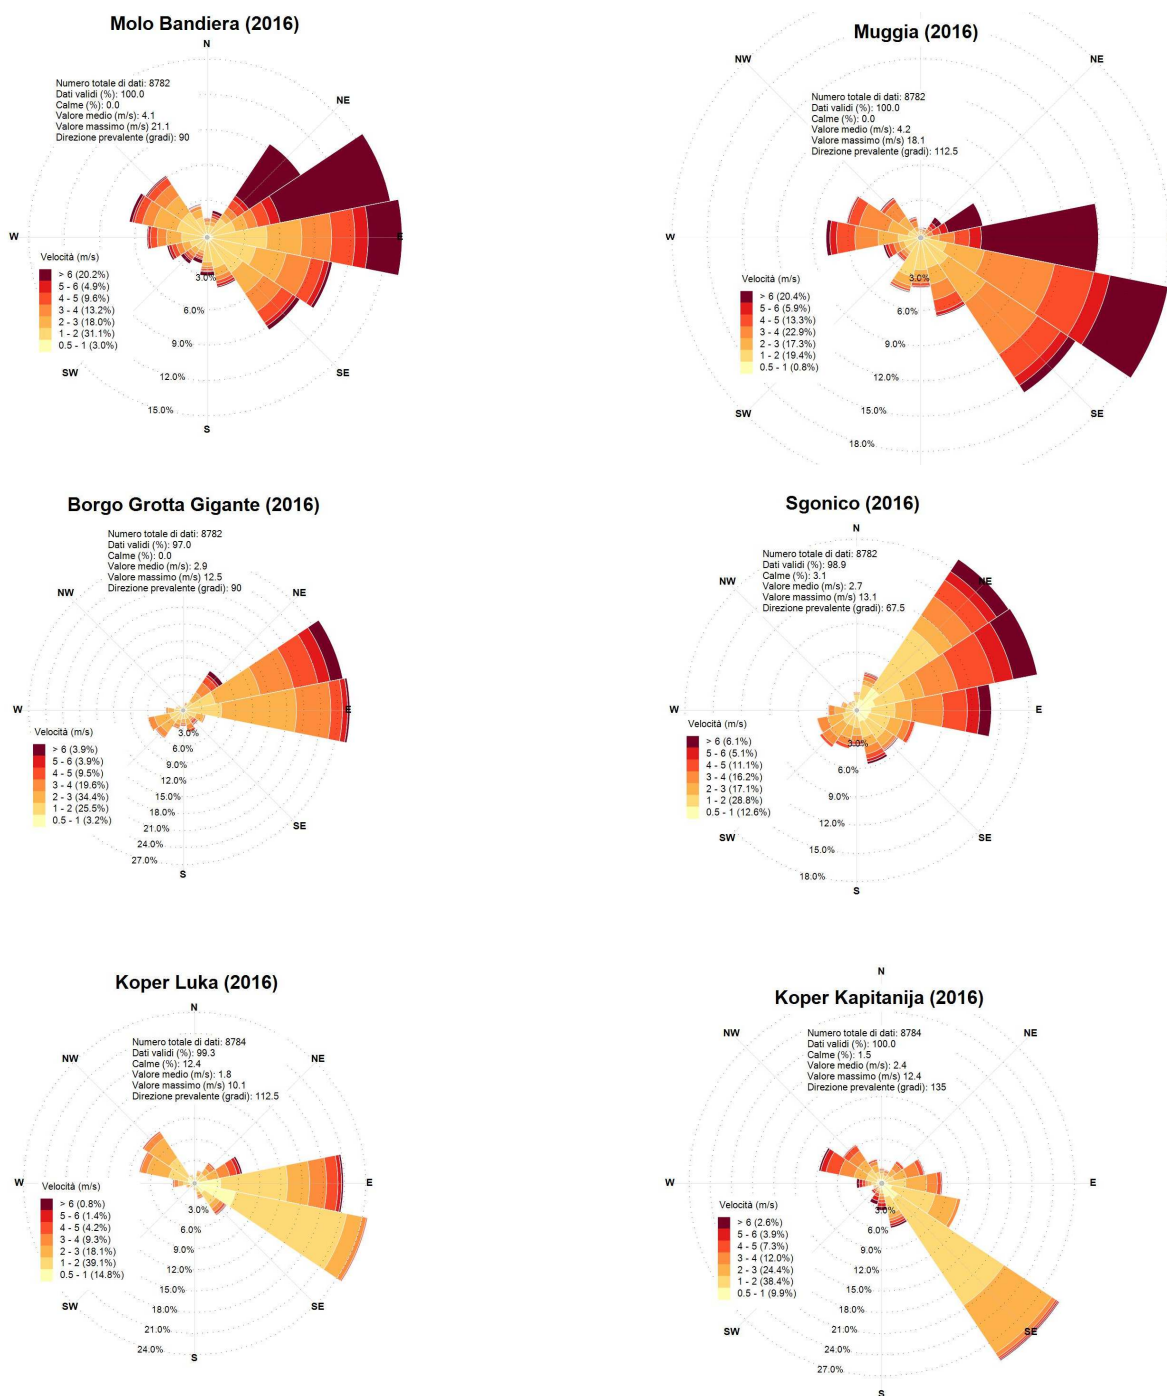 Molo Bandiera (2016)
N
NE
Numero totale di dati: 8782
Dati validi (%): 100.0
Calme (%): 0.0
Valore medio (m/s): 4.1
Valore massimo (m/s) 21.1
Direzione prevalente (gradi): 90
W
E
Velocità (m/s)
> 6 (20.2%)
5 - 6 (4.9%)
4 - 5 (9.6%)
3 - 4 (13.2%)
2 - 3 (18.0%)
1 - 2 (31.1%)
0.5 - 1 (3.0%)
3.0%
6.0%
9.0%
12.0%
15.0%
SW
SE
S
Muggia (2016)
NW
NE
Numero totale di dati: 8782
Dati validi (%): 100.0
Calme (%): 0.0
Valore medio (m/s): 4.2
Valore massimo (m/s) 18.1
Direzione prevalente (gradi): 112.5
W
Velocità (m/s)
> 6 (20.4%)
5 - 6 (5.9%)
4 - 5 (13.3%)
3 - 4 (22.9%)
2 - 3 (17.3%)
1 - 2 (19.4%)
0.5 - 1 (0.8%)
3.0%
6.0%
9.0%
12.0%
15.0%
18.0%
SW
SE
Borgo Grotta Gigante (2016)
Numero totale di dati: 8782
Dati validi (%): 97.0
Calme (%): 0.0
Valore medio (m/s): 2.9
Valore massimo (m/s) 12.5
Direzione prevalente (gradi): 90
NW
NE
W
E
Velocità (m/s)
> 6 (3.9%)
5 - 6 (3.9%)
4 - 5 (9.5%)
3 - 4 (19.6%)
2 - 3 (34.4%)
1 - 2 (25.5%)
0.5 - 1 (3.2%)
3.0%
6.0%
9.0%
12.0%
15.0%
18.0%
21.0%
24.0%
27.0%
SE
S
Sgonico (2016)
N
Numero totale di dati: 8782
Dati validi (%): 98.9
Calme (%): 3.1
Valore medio (m/s): 2.7
Valore massimo (m/s) 13.1
Direzione prevalente (gradi): 67.5
NE
E
Velocità (m/s)
> 6 (6.1%)
5 - 6 (5.1%)
4 - 5 (11.1%)
3 - 4 (16.2%)
2 - 3 (17.1%)
1 - 2 (28.8%)
0.5 - 1 (12.6%)
3.0%
6.0%
9.0%
12.0%
15.0%
18.0%
SW
SE
S
Koper Luka (2016)
N
Numero totale di dati: 8784
Dati validi (%): 99.3
Calme (%): 12.4
Valore medio (m/s): 1.8
Valore massimo (m/s) 10.1
Direzione prevalente (gradi): 112.5
NW
NE
W
E
Velocità (m/s)
> 6 (0.8%)
5 - 6 (1.4%)
4 - 5 (4.2%)
3 - 4 (9.3%)
2 - 3 (18.1%)
1 - 2 (39.1%)
0.5 - 1 (14.8%)
3.0%
6.0%
9.0%
12.0%
15.0%
18.0%
21.0%
24.0%
SW
SE
S
N
Koper Kapitanija (2016)
NW
NE
Numero totale di dati: 8784
Dati validi (%): 100.0
Calme (%): 1.5
Valore medio (m/s): 2.4
Valore massimo (m/s) 12.4
Direzione prevalente (gradi): 135
W
E
Velocità (m/s)
> 6 (2.6%)
5 - 6 (3.9%)
4 - 5 (7.3%)
3 - 4 (12.0%)
2 - 3 (24.4%)
1 - 2 (38.4%)
0.5 - 1 (9.9%)
3.0%
6.0%
9.0%
12.0%
15.0%
18.0%
21.0%
24.0%
27.0%
SW
SE
S